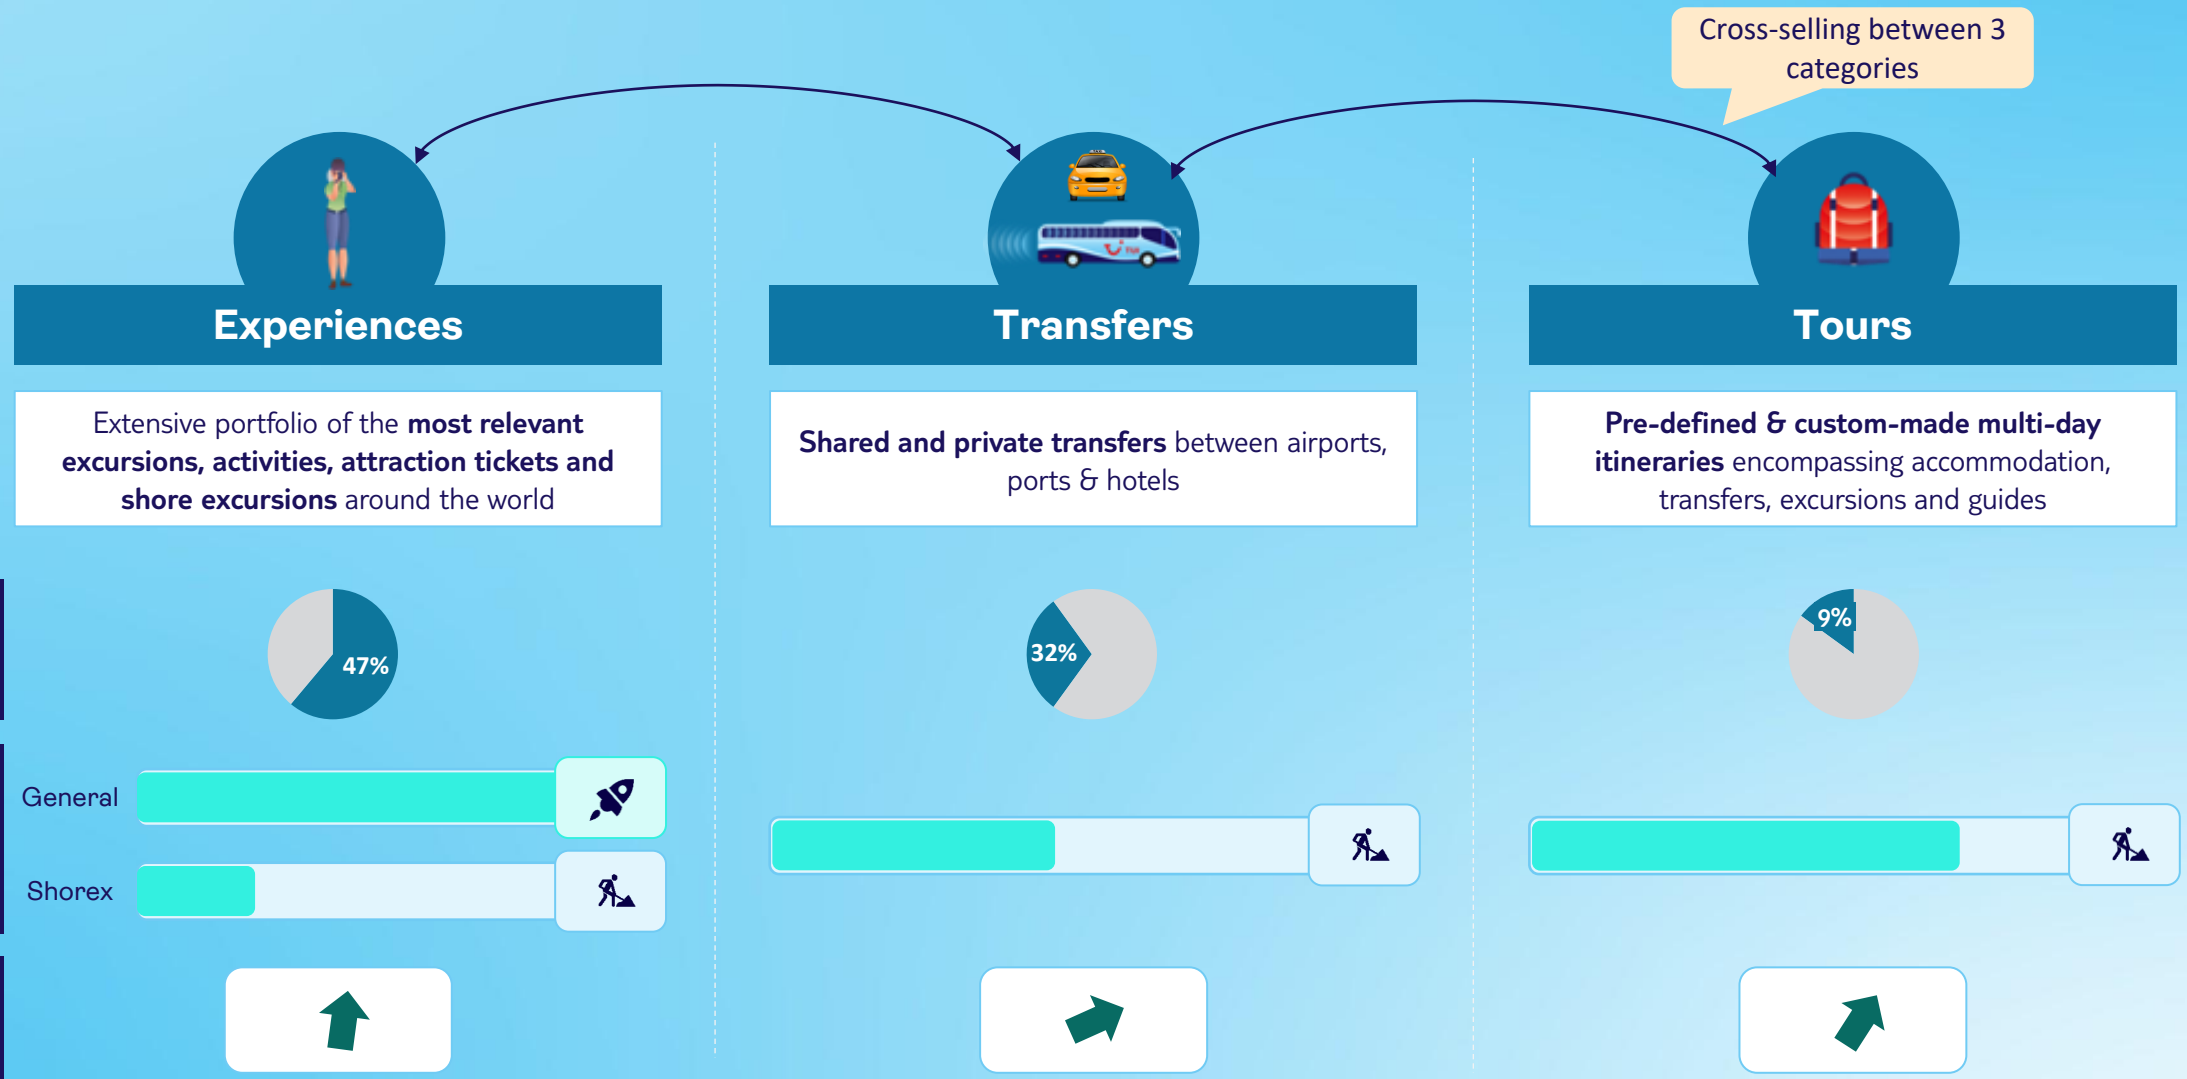 Cross-selling between 3
categories
TAXI
TUI
Experiences
Transfers
Tours
Extensive portfolio of the most relevant
excursions, activities, attraction tickets and
shore excursions around the world
Shared and private transfers between airports,
ports & hotels
Pre-defined & custom-made multi-day
itineraries encompassing accommodation,
transfers, excursions and guides
47%
32%
9%
General
Shorex